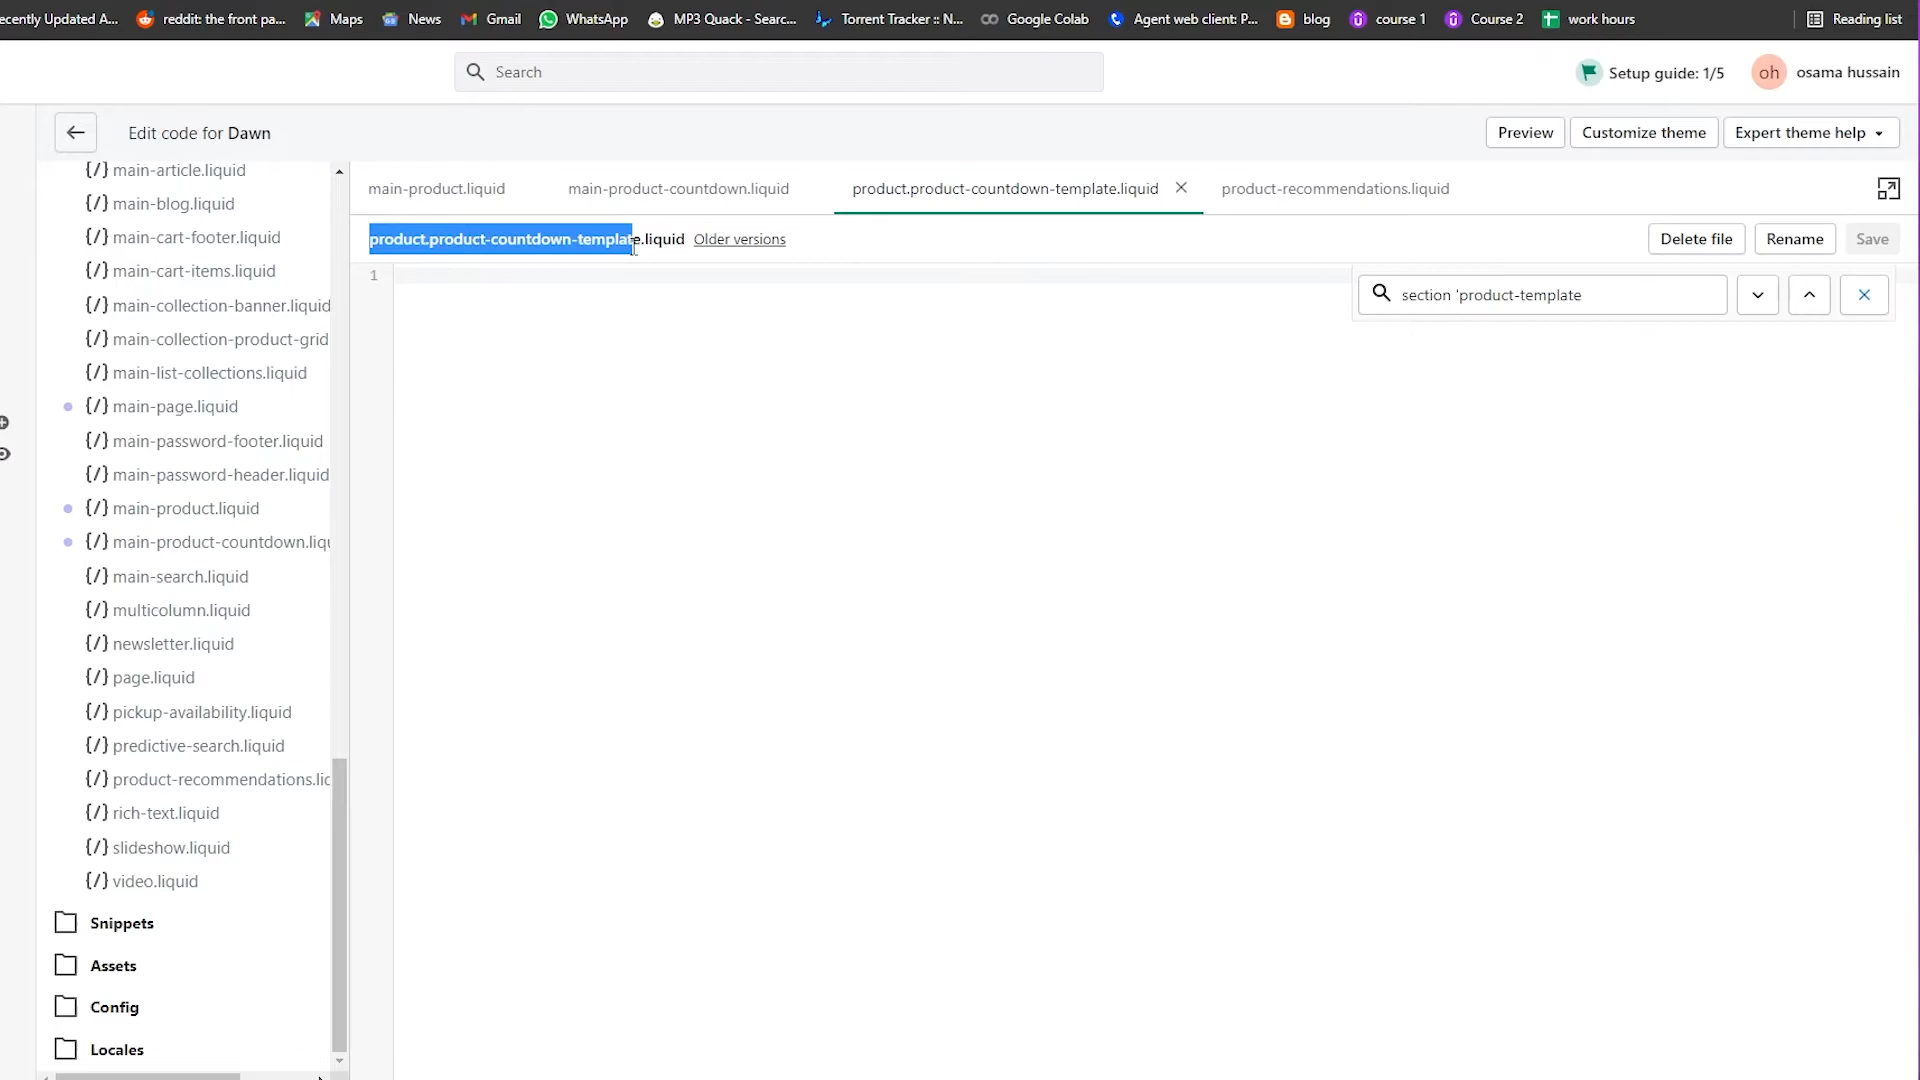 ecently Updated A... reddit: the front pa... Maps News Gmail WhatsApp MP3 Quack - Searc... Torrent Tracker :: N... Google Colab Agent web client: P... blog course 1 Course 2 work hours Reading list
Search Setup guide: 1/5 oh osama hussain
Edit code for Dawn Preview Customize theme Expert theme help
main-product.liquid main-product-countdown.liquid product.product-countdown-template.liquid product-recommendations.liquid
product.product-countdown-template.liquid Older versions Delete file Rename Save
1
section 'product-template
{/} main-article.liquid
{/} main-blog.liquid
{/} main-cart-footer.liquid
{/} main-cart-items.liquid
{/} main-collection-banner.liquid
{/} main-collection-product-grid
{/} main-list-collections.liquid
{/} main-page.liquid
{/} main-password-footer.liquid
{/} main-password-header.liquid
{/} main-product.liquid
{/} main-product-countdown.liqu
{/} main-search.liquid
{/} multicolumn.liquid
{/} newsletter.liquid
{/} page.liquid
{/} pickup-availability.liquid
{/} predictive-search.liquid
{/} product-recommendations.lic
{/} rich-text.liquid
{/} slideshow.liquid
{/} video.liquid
Snippets
Assets
Config
Locales